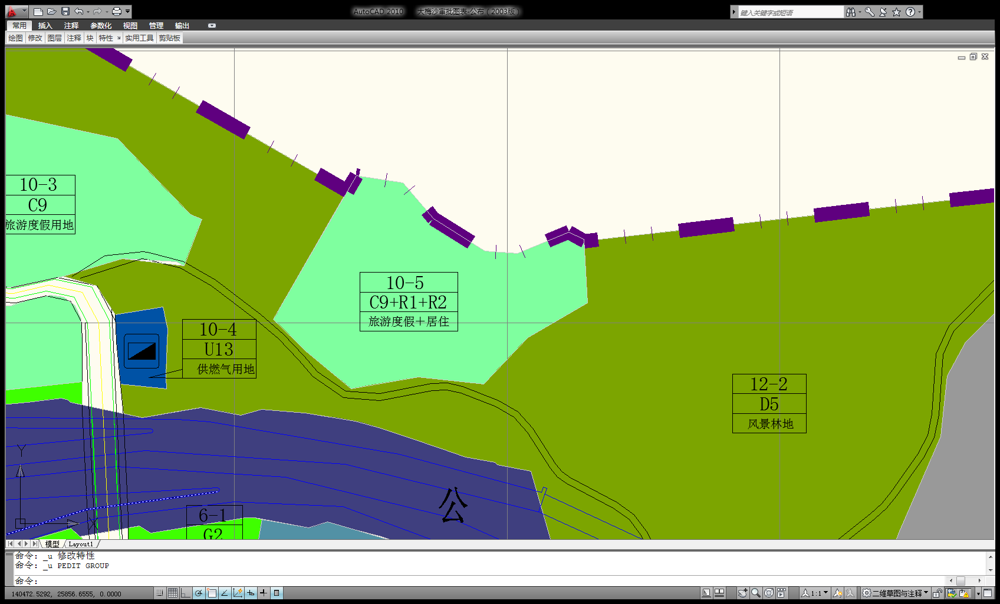 AutoCAD 2010 大梅沙审批图表-公布（2003版）
键入关键字或短语
常用 插入 注释 参数化 视图 管理 输出
绘图 修改 图层 注释 块 特性 实用工具 剪贴板
10-3
C9
旅游度假用地
10-5
C9+R1+R2
旅游度假＋居住
10-4
U13
供燃气用地
12-2
D5
风景林地
公
Y
X
6-1
G2
模型 Layout1
命令: _u 修改特性
命令: _u PEDIT GROUP
命令:
140472.5292, 25856.6555, 0.0000
1:1 二维草图与注释